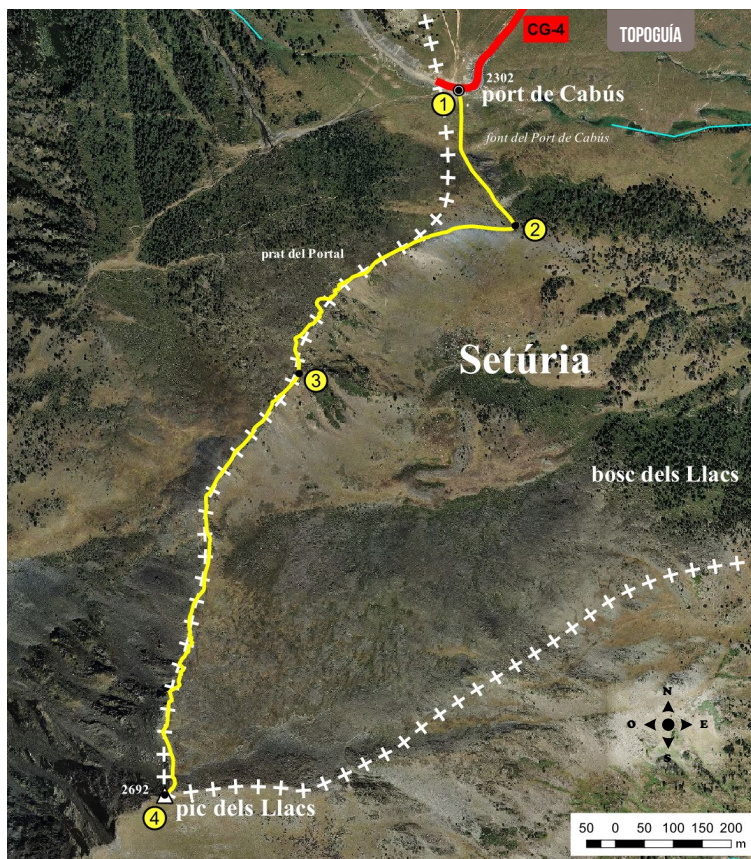 CG-4
TOPOGUÍA
2302
port de Cabús
1
font del Port de Cabús
2
prat del Portal
Setúria
3
bosc dels Llacs
N
O E
S
2692
pic dels Llacs
4
50 0 50 100 150 200
m